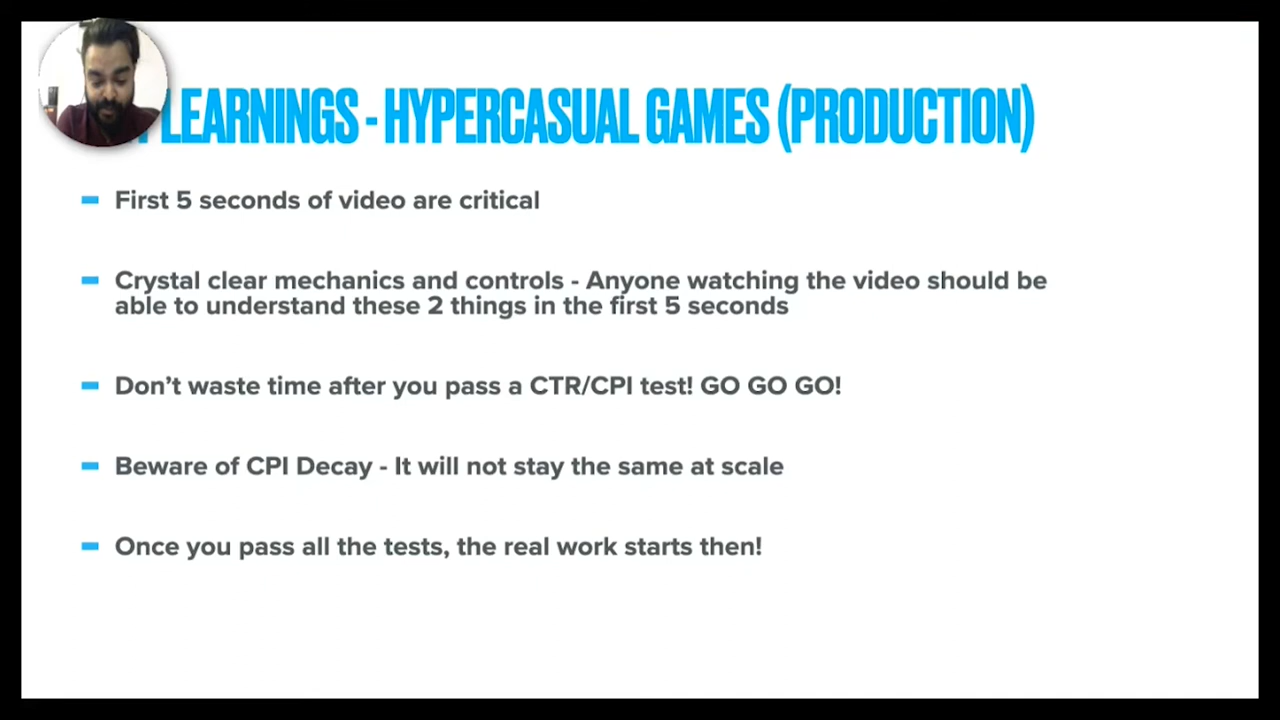 LEARNINGS - HYPERCASUAL GAMES (PRODUCTION)
First 5 seconds of video are critical
Crystal clear mechanics and controls - Anyone watching the video should be
able to understand these 2 things in the first 5 seconds
Don’t waste time after you pass a CTR/CPI test! GO GO GO!
Beware of CPI Decay - It will not stay the same at scale
Once you pass all the tests, the real work starts then!